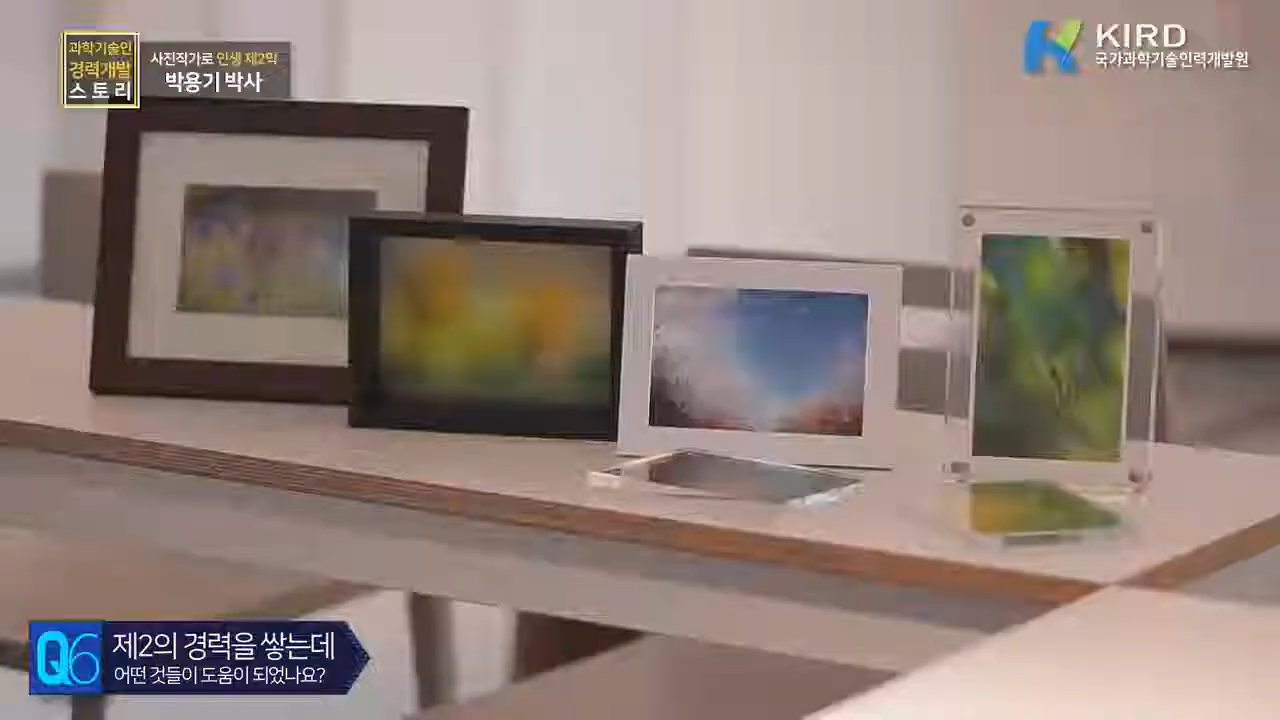 과학기술인
경력개발
스토리
사진작가로 인생 제2막
박용기 박사
KIRD
국가과학기술인력개발원
Q6
제2의 경력을 쌓는데
어떤 것들이 도움이 되었나요?